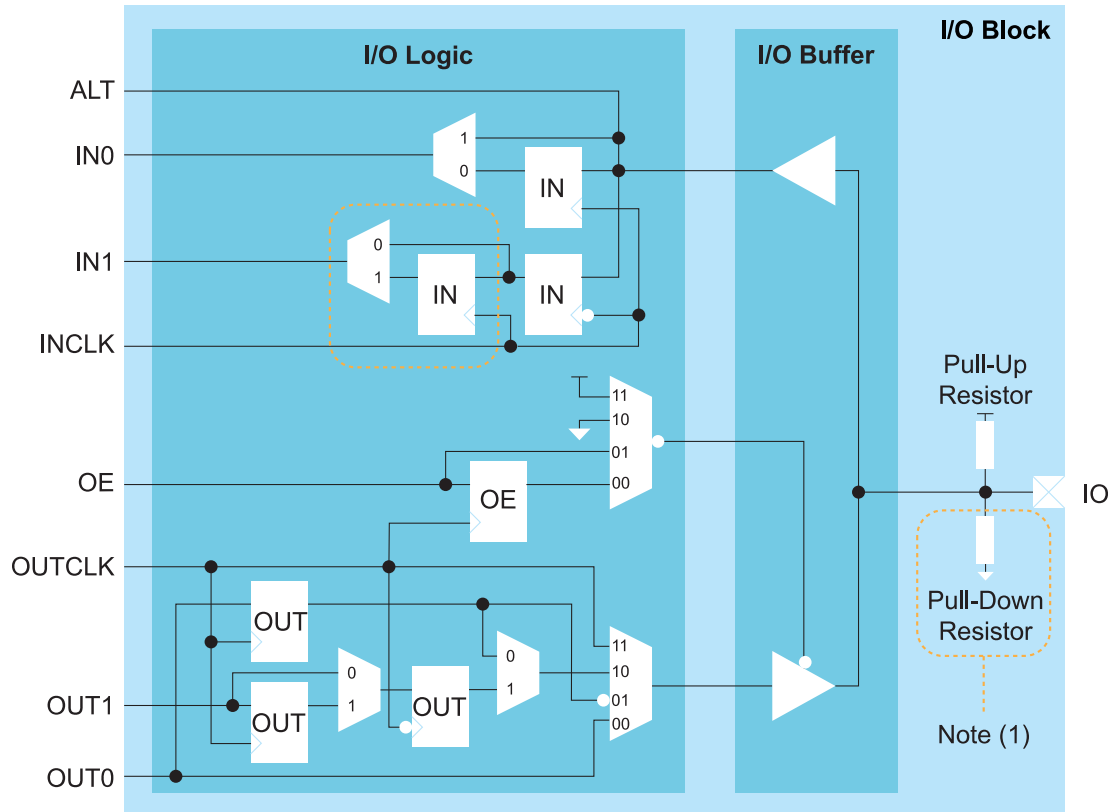 I/O Block
I/O Logic
I/O Buffer
ALT
1
IN0
0
IN
0
IN1
1
IN
IN
INCLK
11
10
01
00
OE
OE
Pull-Up
Resistor
IO
OUTCLK
OUT
Pull-Down
Resistor
0
1
OUT
0
1
OUT
11
10
01
00
OUT1
OUT0
Note (1)